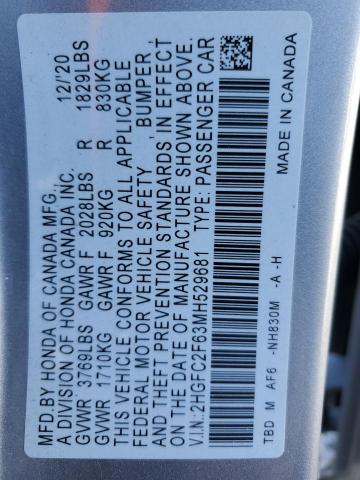 MFD.BY HONDA OF CANADA MFG., 12/20
A DIVISION OF HONDA CANADA INC.
GVWR 3769LBS GAWR F 2028LBS R 1829LBS
GVWR 1710KG GAWR F 920KG R 830KG
THIS VEHICLE CONFORMS TO ALL APPLICABLE
FEDERAL MOTOR VEHICLE SAFETY , BUMPER ,
AND THEFT PREVENTION STANDARDS IN EFFECT
ON THE DATE OF MANUFACTURE SHOWN ABOVE.
V.I.N.:2HGFC2F63MH529681 TYPE: PASSENGER CAR
TBD M AF6 -NH830M -A -H MADE IN CANADA